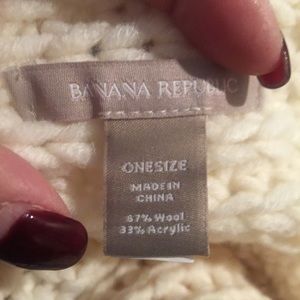 BANANA REPUBLIC
ONESIZE
MADE IN
CHINA
67% Wool
33% Acrylic